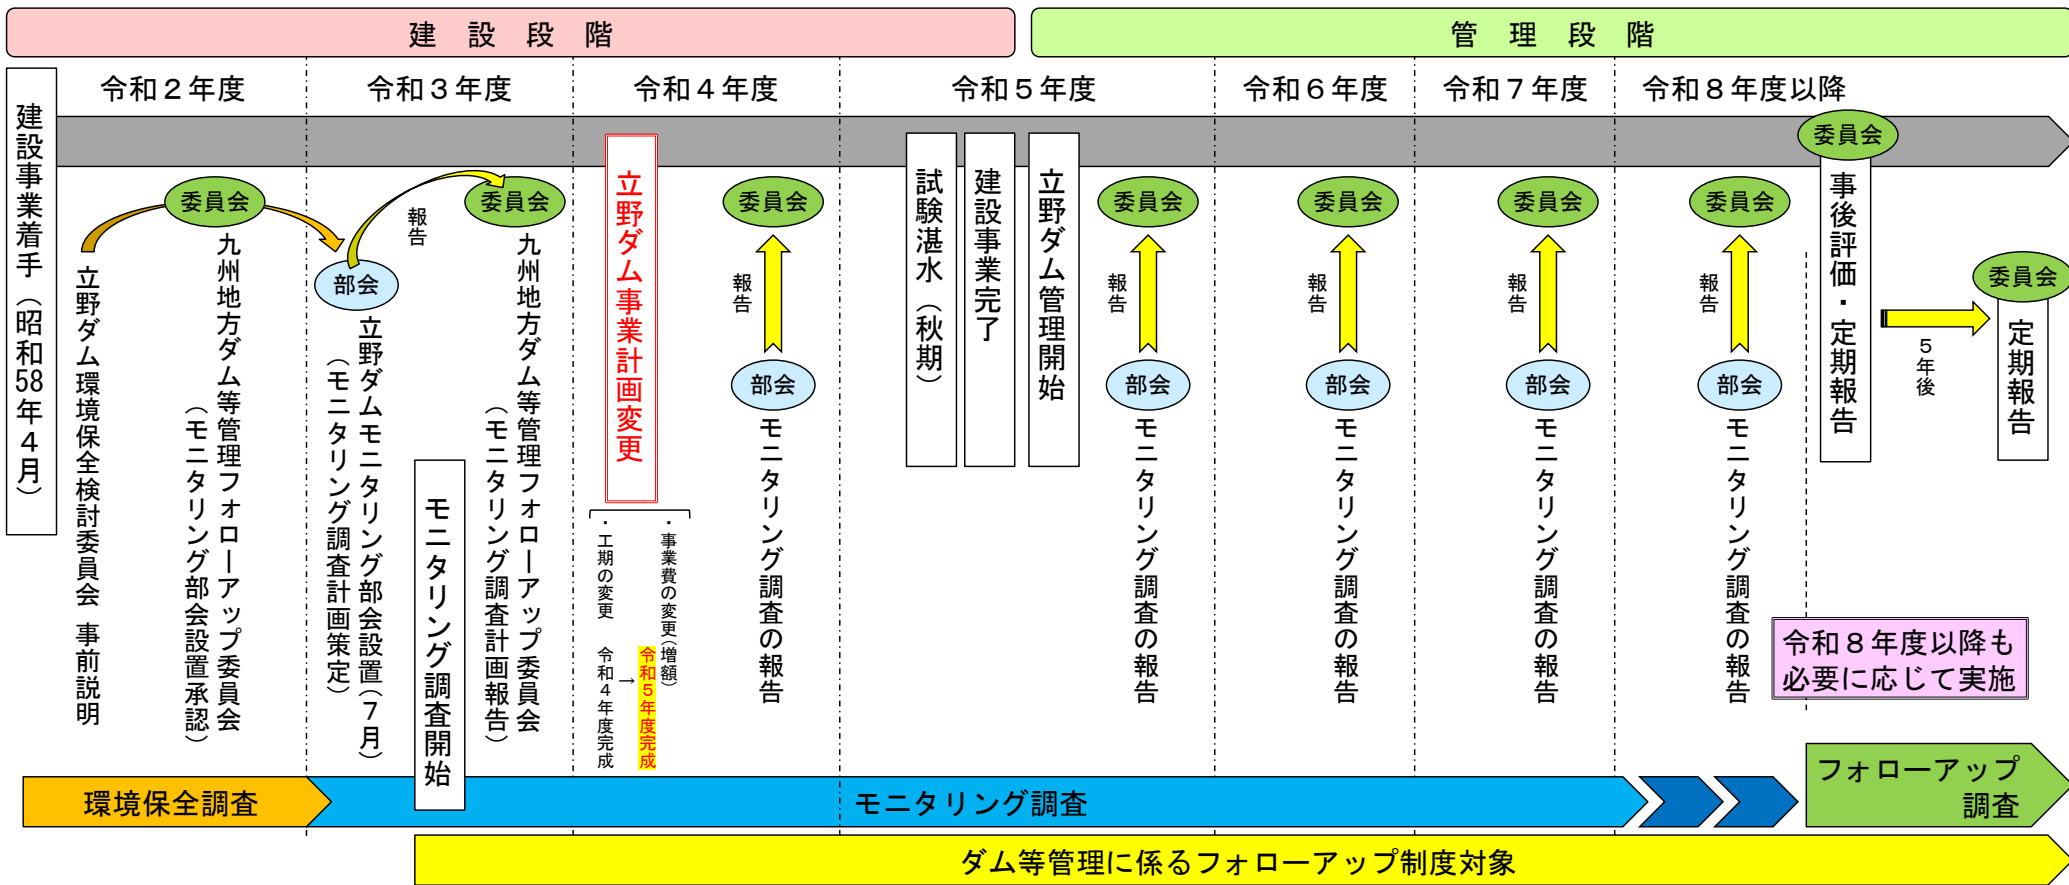 建設段階
管理段階
令和２年度
令和３年度
令和４年度
令和５年度
令和６年度
令和７年度
令和８年度以降
建設事業着手（昭和58年４月）
委員会
立野ダム環境保全検討委員会 事前説明
九州地方ダム等管理フォローアップ委員会
（モニタリング部会設置承認）
部会
立野ダムモニタリング部会設置（７月）
（モニタリング調査計画策定）
報告
委員会
九州地方ダム等管理フォローアップ委員会
（モニタリング調査計画報告）
モニタリング調査開始
立野ダム事業計画変更
・事業費の変更（増額）
・工期の変更 令和４年度完成
→
令和５年度完成
委員会
報告
部会
モニタリング調査の報告
試験湛水（秋期）
建設事業完了
立野ダム管理開始
委員会
報告
部会
モニタリング調査の報告
委員会
報告
部会
モニタリング調査の報告
委員会
報告
部会
モニタリング調査の報告
委員会
報告
部会
モニタリング調査の報告
委員会
事後評価・定期報告
５年後
委員会
定期報告
令和８年度以降も
必要に応じて実施
環境保全調査
モニタリング調査
フォローアップ
調査
ダム等管理に係るフォローアップ制度対象